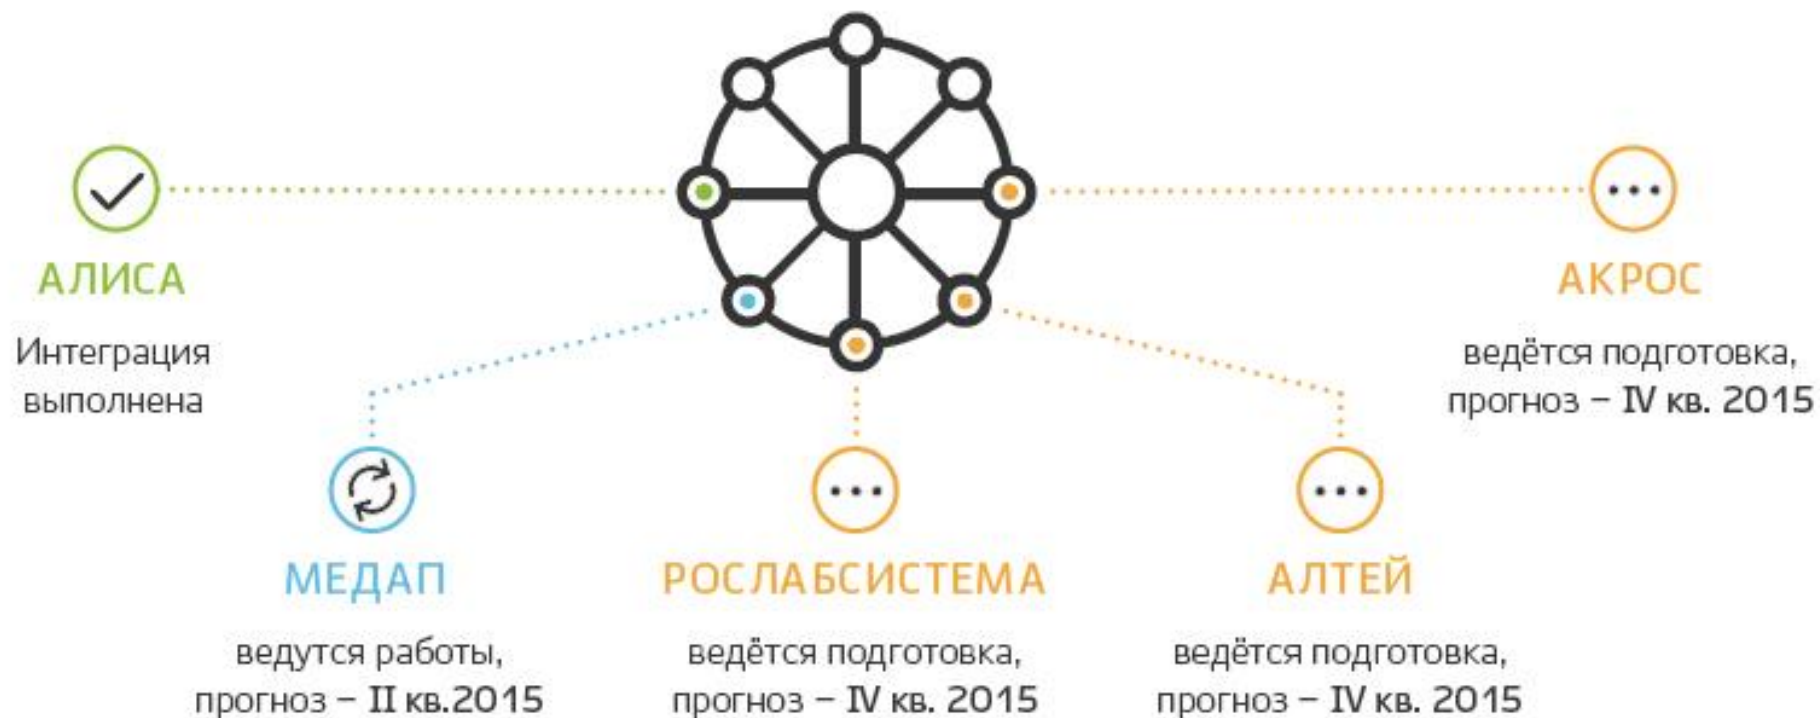 АЛИСА
Интеграция
выполнена
МЕДАП
ведутся работы,
прогноз – II кв.2015
РОСЛАБСИСТЕМА
ведётся подготовка,
прогноз – IV кв. 2015
АЛТЕЙ
ведётся подготовка,
прогноз – IV кв. 2015
АКРОС
ведётся подготовка,
прогноз – IV кв. 2015